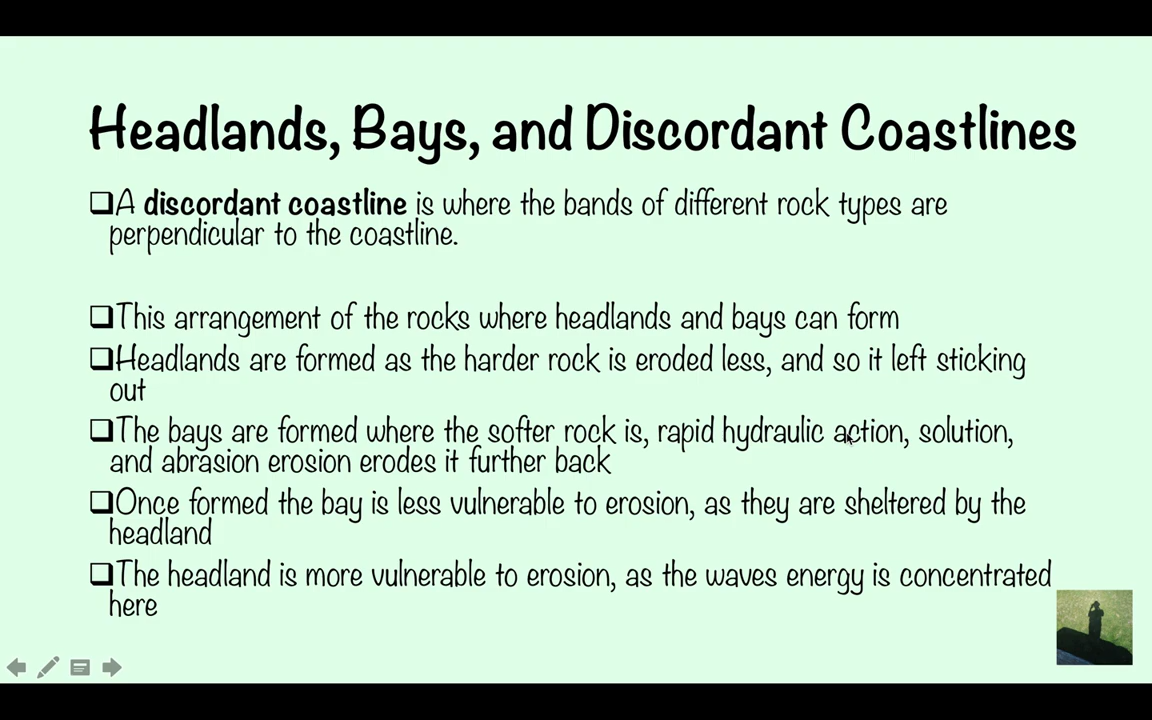 Headlands, Bays, and Discordant Coastlines
❑A discordant coastline is where the bands of different rock types are
perpendicular to the coastline.
❑This arrangement of the rocks where headlands and bays can form
❑Headlands are formed as the harder rock is eroded less, and so it left sticking
out
❑The bays are formed where the softer rock is, rapid hydraulic action, solution,
and abrasion erosion erodes it further back
❑Once formed the bay is less vulnerable to erosion, as they are sheltered by the
headland
❑The headland is more vulnerable to erosion, as the waves energy is concentrated
here